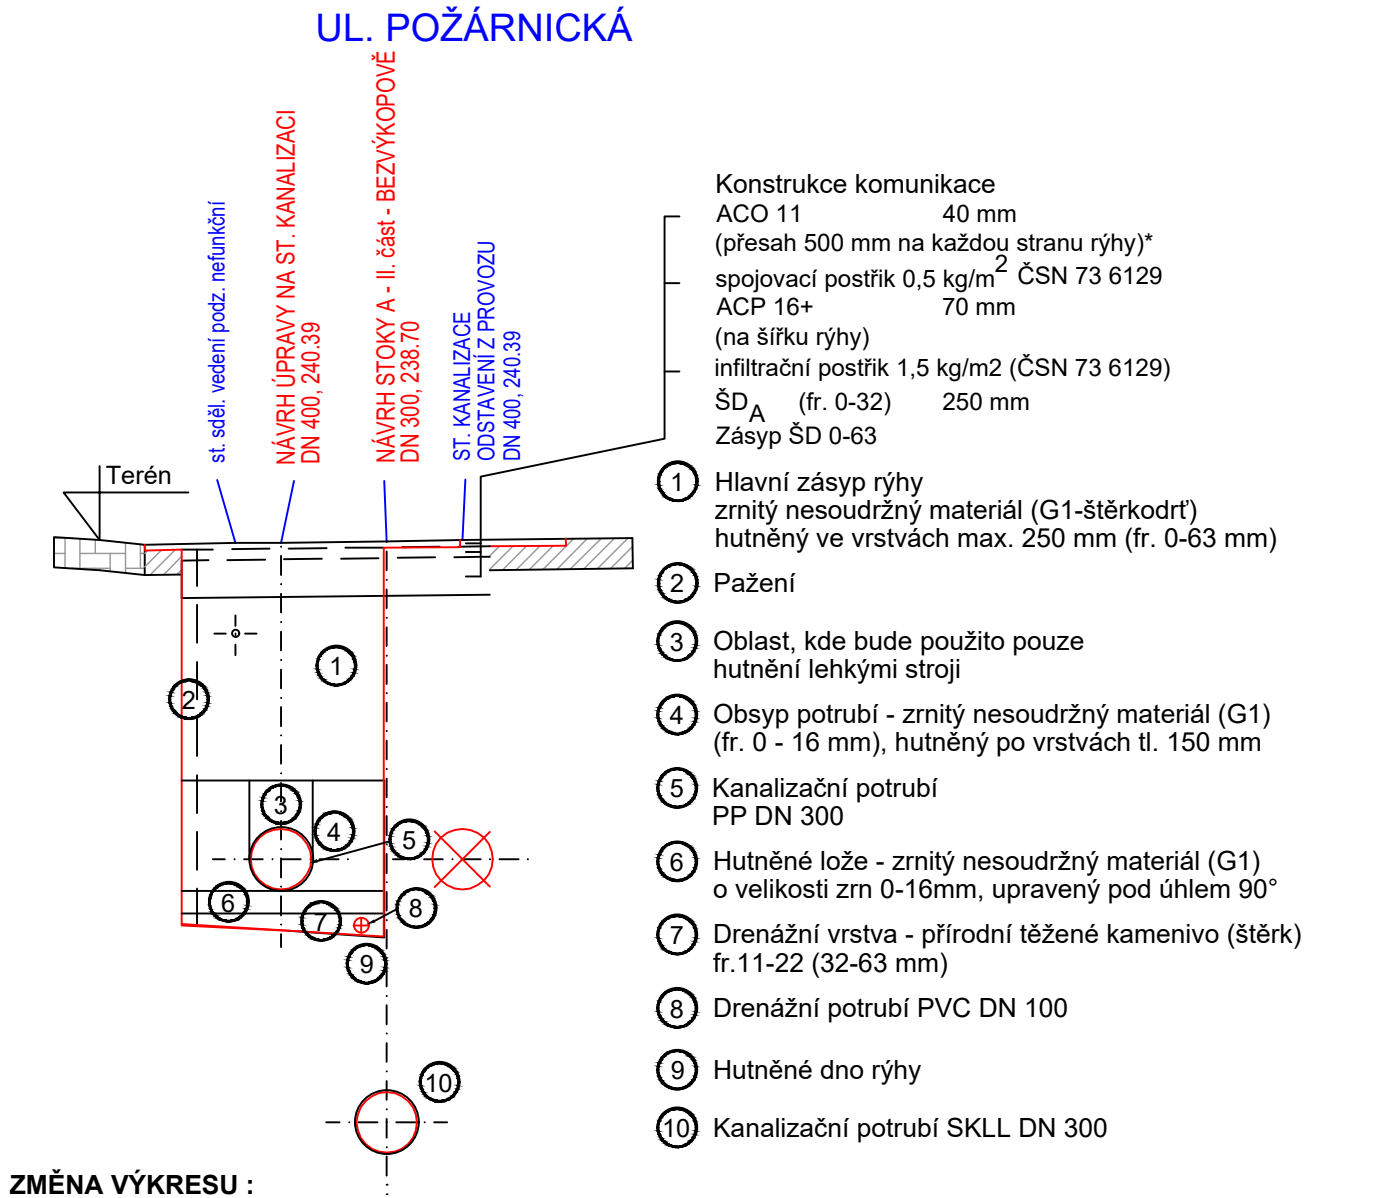 UL. POŽÁRNICKÁ
st. sděl. vedení podz. nefunkční
NÁVRH ÚPRAVY NA ST. KANALIZACI
DN 400, 240.39
NÁVRH STOKY A - II. část - BEZVÝKOPOVĚ
DN 300, 238.70
ST. KANALIZACE
ODSTAVENÍ Z PROVOZU
DN 400, 240.39
Terén
Konstrukce komunikace
ACO 11 40 mm
(přesah 500 mm na každou stranu rýhy)*
spojovací postřik 0,5 kg/m2 ČSN 73 6129
ACP 16+ 70 mm
(na šířku rýhy)
infiltrační postřik 1,5 kg/m2 (ČSN 73 6129)
ŠDA (fr. 0-32) 250 mm
Zásyp ŠD 0-63
1 Hlavní zásyp rýhy
zrnitý nesoudržný materiál (G1-štěrkodrť)
hutněný ve vrstvách max. 250 mm (fr. 0-63 mm)
2 Pažení
3 Oblast, kde bude použito pouze
hutnění lehkými stroji
4 Obsyp potrubí - zrnitý nesoudržný materiál (G1)
(fr. 0 - 16 mm), hutněný po vrstvách tl. 150 mm
5 Kanalizační potrubí
PP DN 300
6 Hutněné lože - zrnitý nesoudržný materiál (G1)
o velikosti zrn 0-16mm, upravený pod úhlem 90°
7 Drenážní vrstva - přírodní těžené kamenivo (štěrk)
fr.11-22 (32-63 mm)
8 Drenážní potrubí PVC DN 100
9 Hutněné dno rýhy
10 Kanalizační potrubí SKLL DN 300
1
2
3
4
5
6
7
8
9
10
ZMĚNA VÝKRESU :